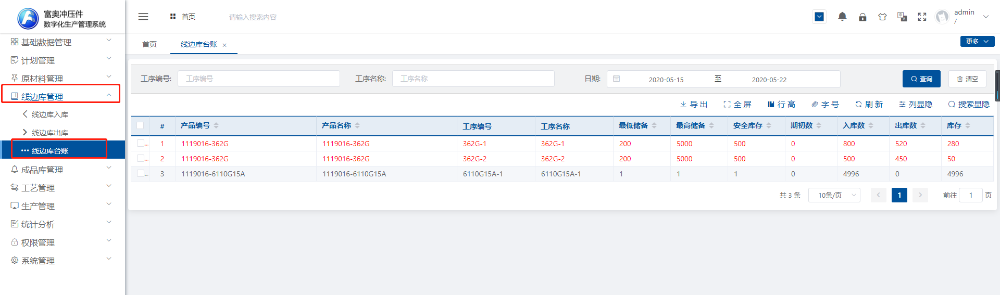 富奥冲压件
数字化生产管理系统
基础数据管理
计划管理
原材料管理
线边库管理
线边库入库
线边库出库
线边库台账
成品库管理
工艺管理
生产管理
统计分析
权限管理
系统管理
首页 请输入搜索内容 admin
/
首页 线边库台账 × 更多
工序编号: 工序编号 工序名称: 工序名称 日期: 2020-05-15 至 2020-05-22 查询 清空
导出 全屏 行高 字号 刷新 列显隐 搜索显隐
# 产品编号 产品名称 工序编号 工序名称 最低储备 最高储备 安全库存 期初数 入库数 出库数 库存
1 1119016-362G 1119016-362G 362G-1 362G-1 200 5000 500 0 800 520 280
2 1119016-362G 1119016-362G 362G-2 362G-2 200 5000 500 0 500 450 50
3 1119016-6110G15A 1119016-6110G15A 6110G15A-1 6110G15A-1 1 1 1 0 4996 0 4996
共 3 条 10条/页 < 1 > 前往 1 页